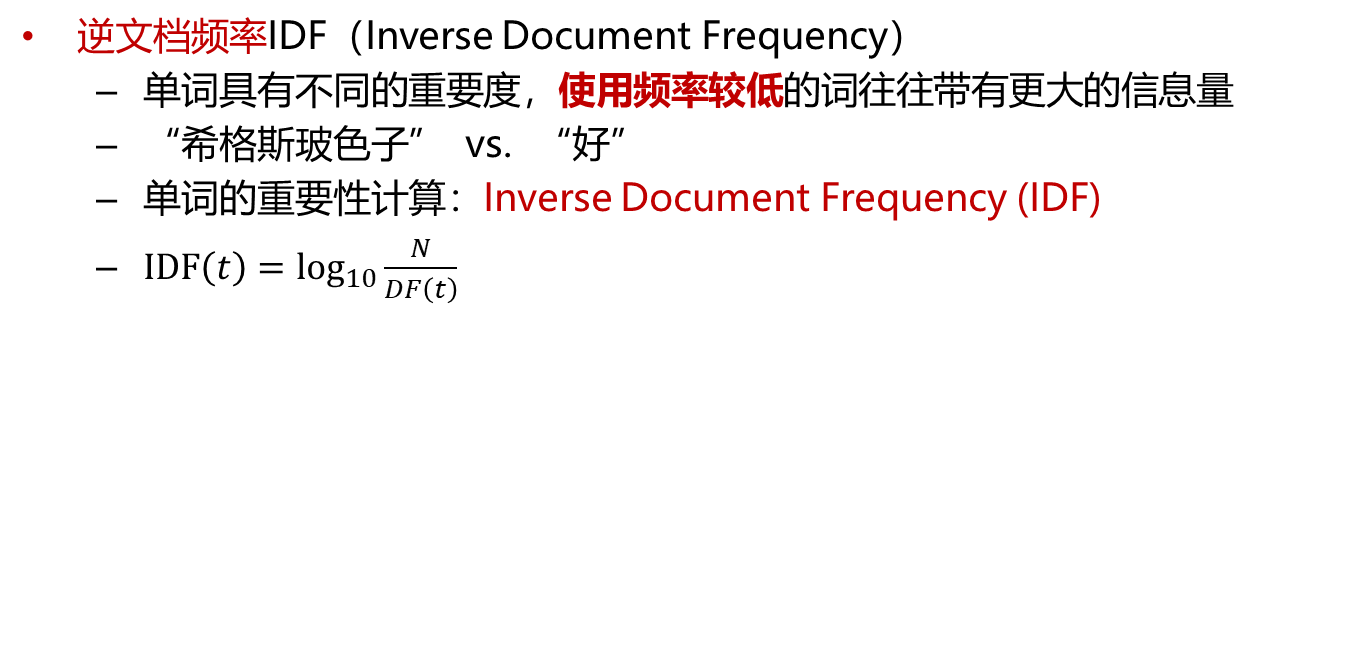 • 逆文档频率IDF（Inverse Document Frequency）
– 单词具有不同的重要度，使用频率较低的词往往带有更大的信息量
– “希格斯玻色子” vs. “好”
– 单词的重要性计算：Inverse Document Frequency (IDF)
– IDF(t) = log₁₀ N/DF(t)